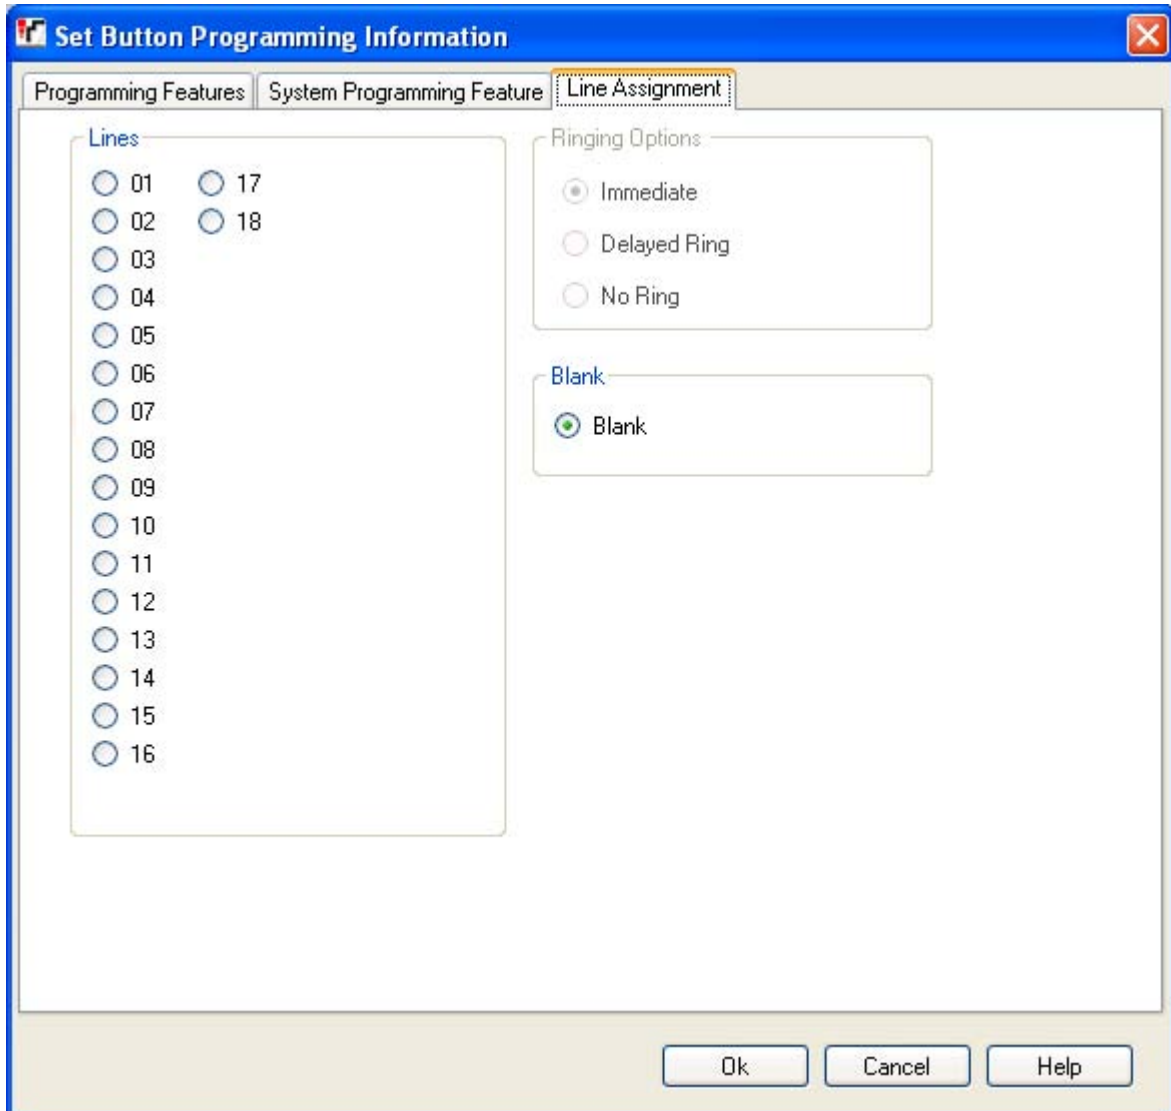 Set Button Programming Information
Programming Features System Programming Feature Line Assignment
Lines
01 17
02 18
03
04
05
06
07
08
09
10
11
12
13
14
15
16
Ringing Options
Immediate
Delayed Ring
No Ring
Blank
Blank
Ok Cancel Help